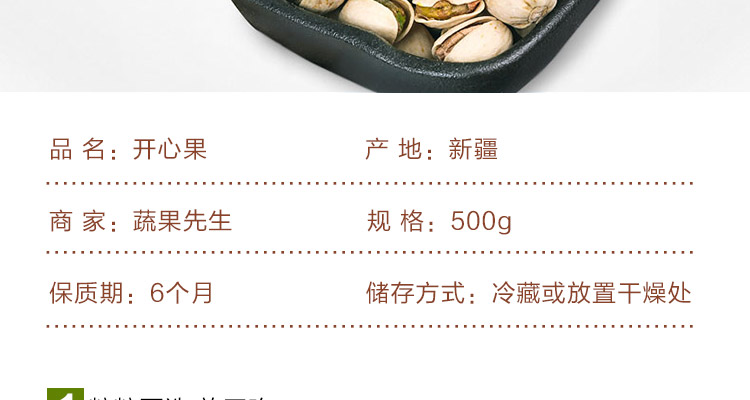 品 名：开心果 产 地：新疆
商 家：蔬果先生 规 格：500g
保质期：6个月 储存方式：冷藏或放置干燥处
1